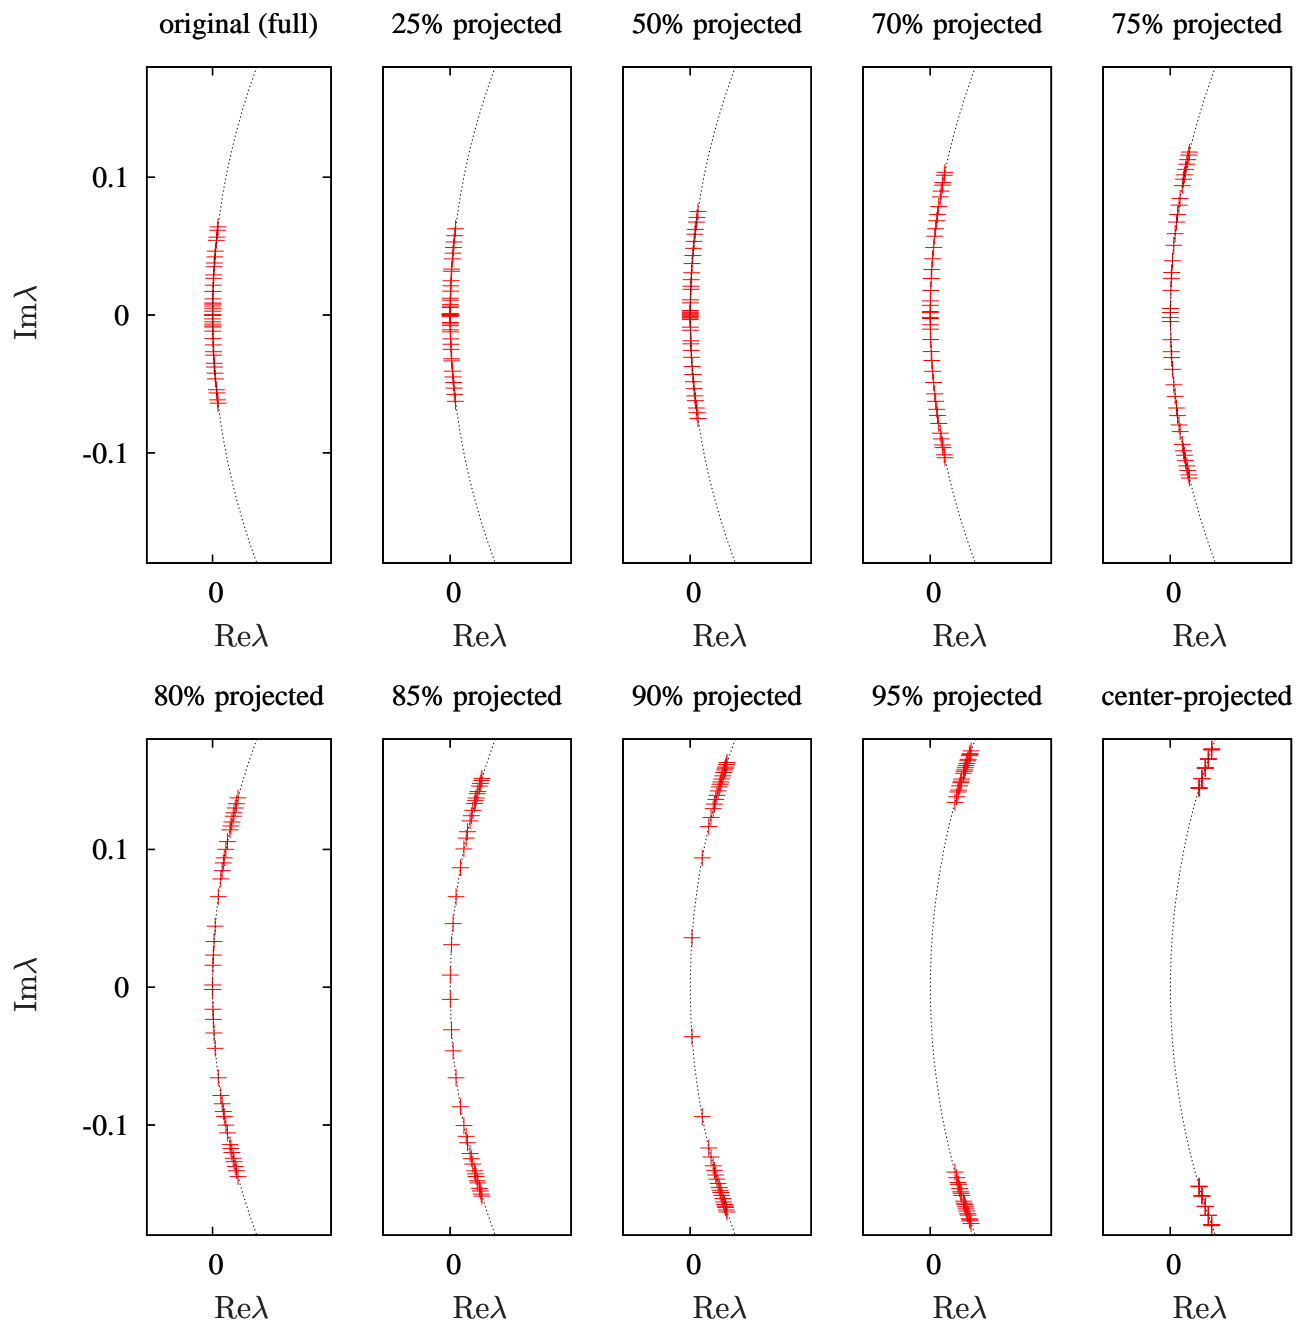 original (full) 25% projected 50% projected 70% projected 75% projected
0.1
0
-0.1
Imλ
0 0 0 0 0
Reλ Reλ Reλ Reλ Reλ
80% projected 85% projected 90% projected 95% projected center-projected
0.1
0
-0.1
Imλ
0 0 0 0 0
Reλ Reλ Reλ Reλ Reλ